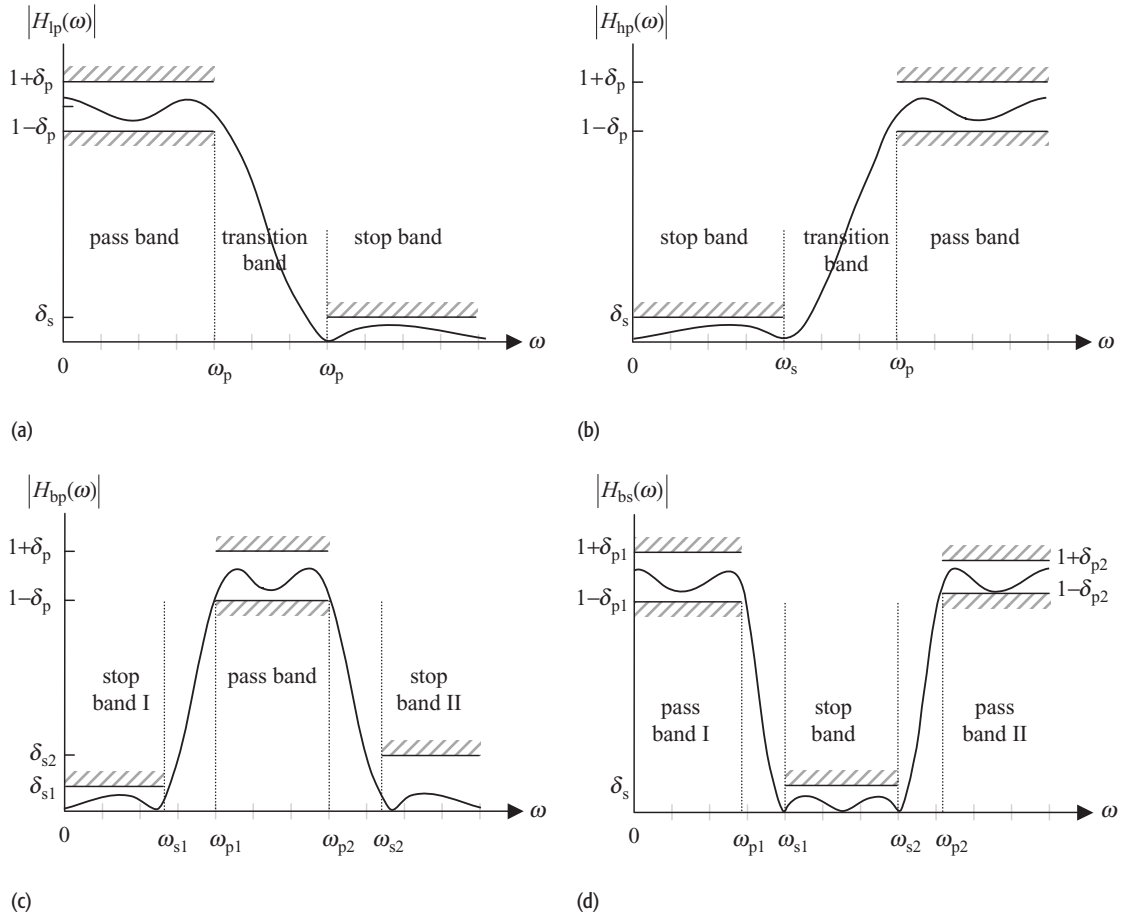 |H_lp(ω)|
1+δ_p
1−δ_p
pass band
transition
band
stop band
δ_s
0
ω_p
ω_p
ω
(a)
|H_hp(ω)|
1+δ_p
1−δ_p
stop band
transition
band
pass band
δ_s
0
ω_s
ω_p
ω
(b)
|H_bp(ω)|
1+δ_p
1−δ_p
stop
band I
pass band
stop
band II
δ_s2
δ_s1
0
ω_s1
ω_p1
ω_p2
ω_s2
ω
(c)
|H_bs(ω)|
1+δ_p1
1−δ_p1
1+δ_p2
1−δ_p2
pass
band I
stop
band
pass
band II
δ_s
0
ω_p1
ω_s1
ω_s2
ω_p2
ω
(d)